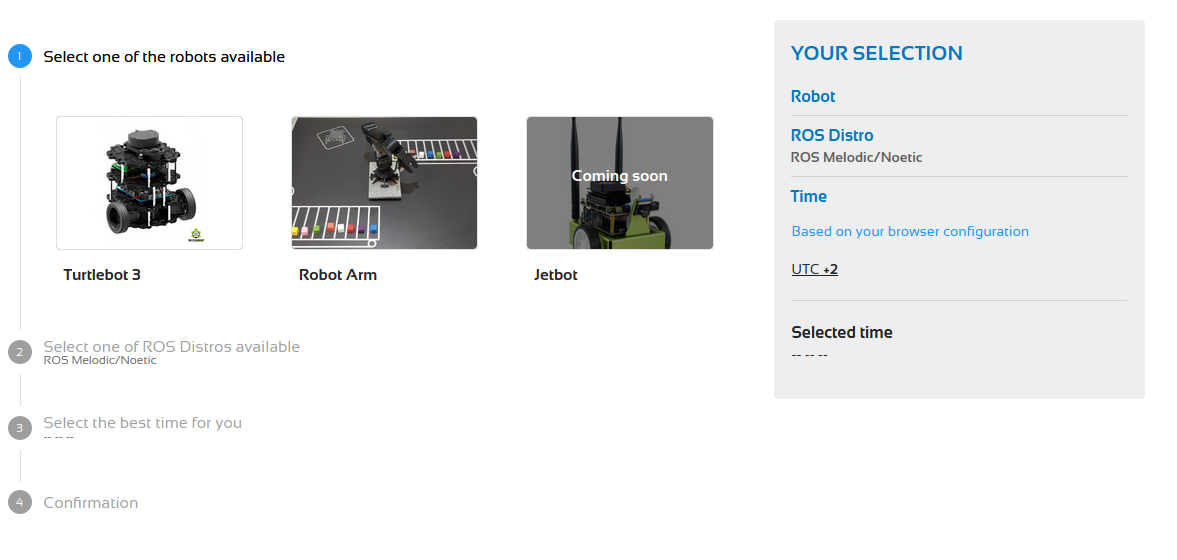 1
Select one of the robots available
Coming soon
Turtlebot 3
Robot Arm
Jetbot
2
Select one of ROS Distros available
ROS Melodic/Noetic
3
Select the best time for you
-- -- --
4
Confirmation
YOUR SELECTION
Robot
ROS Distro
ROS Melodic/Noetic
Time
Based on your browser configuration
UTC +2
Selected time
-- -- --